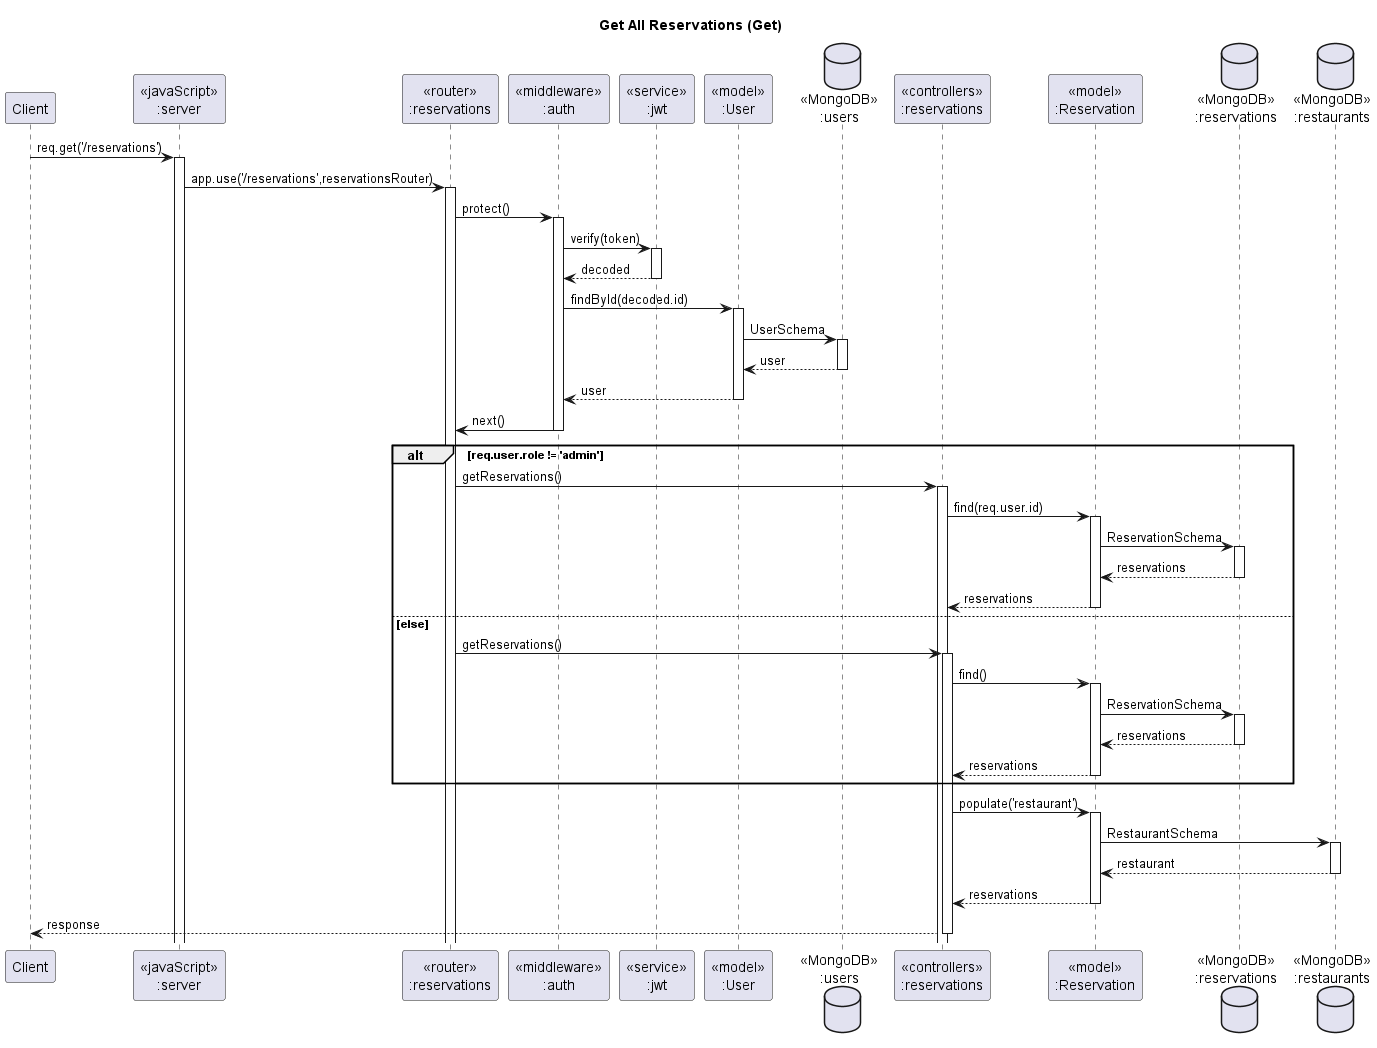 Get All Reservations (Get)
Client
«javaScript»
:server
«router»
:reservations
«middleware»
:auth
«service»
:jwt
«model»
:User
«MongoDB»
:users
«controllers»
:reservations
«model»
:Reservation
«MongoDB»
:reservations
«MongoDB»
:restaurants
req.get('/reservations')
app.use('/reservations',reservationsRouter)
protect()
verify(token)
decoded
findById(decoded.id)
UserSchema
user
user
next()
alt
[req.user.role != 'admin']
getReservations()
find(req.user.id)
ReservationSchema
reservations
reservations
[else]
getReservations()
find()
ReservationSchema
reservations
reservations
populate('restaurant')
RestaurantSchema
restaurant
reservations
response
Client
«javaScript»
:server
«router»
:reservations
«middleware»
:auth
«service»
:jwt
«model»
:User
«MongoDB»
:users
«controllers»
:reservations
«model»
:Reservation
«MongoDB»
:reservations
«MongoDB»
:restaurants